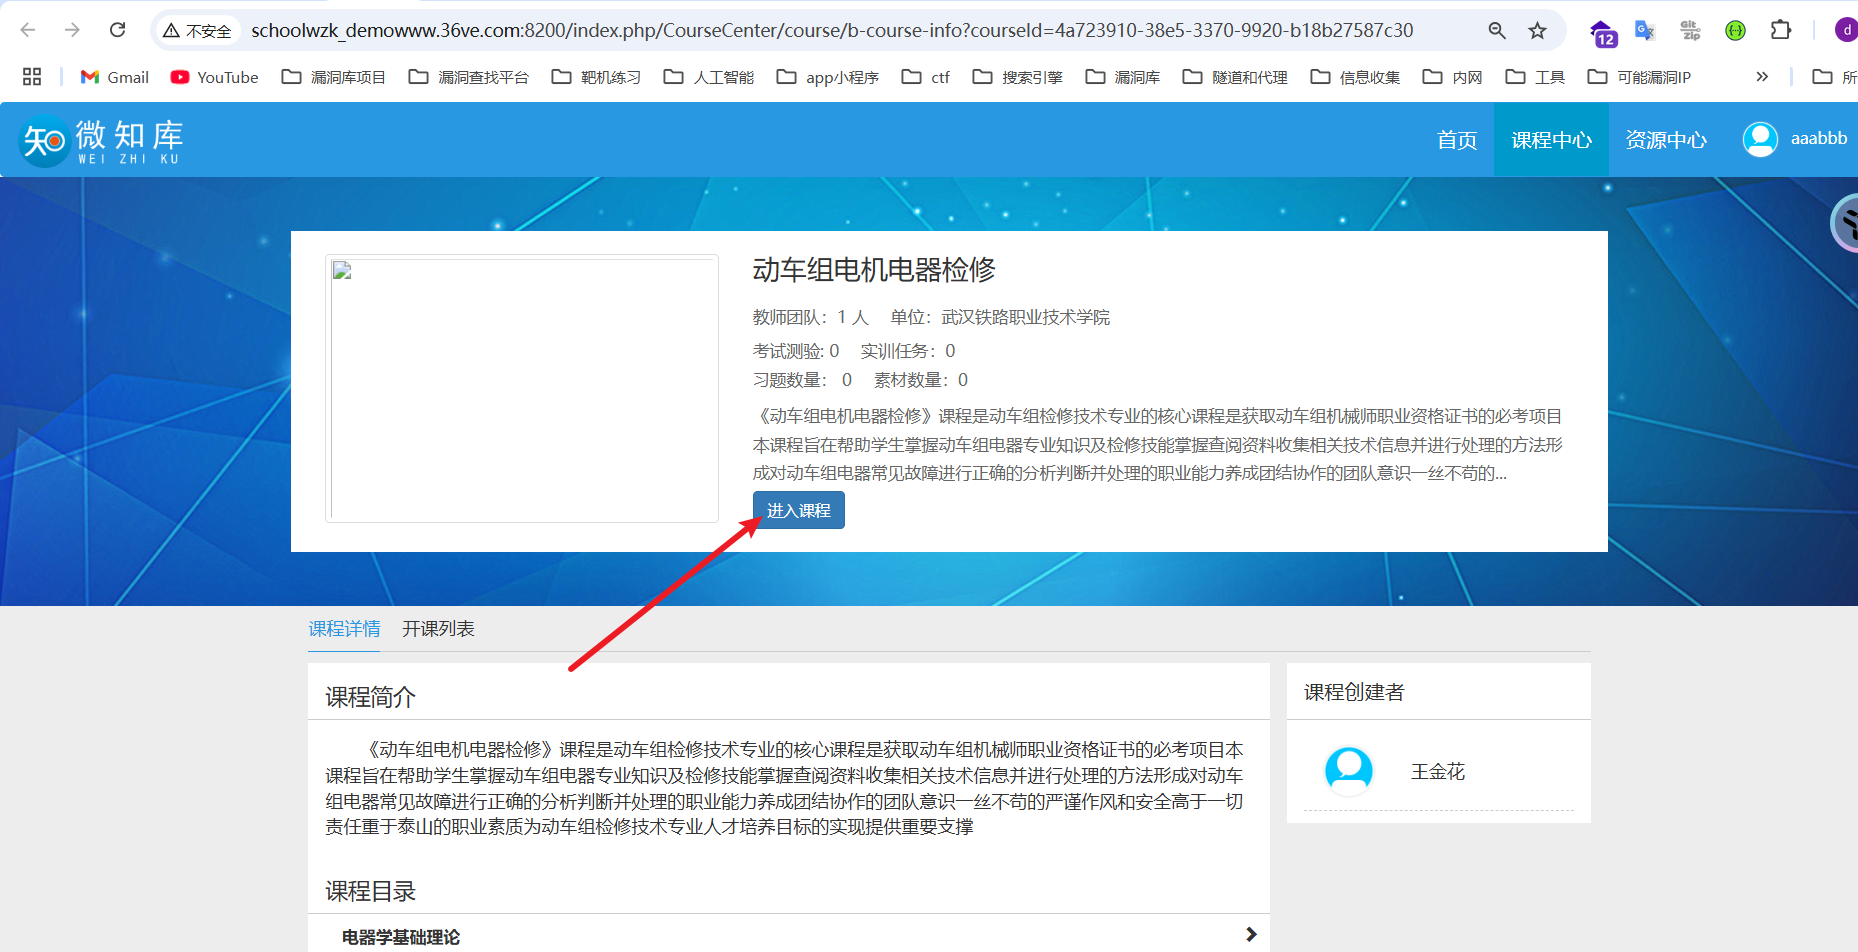 不安全 schoolwzk_demowww.36ve.com:8200/index.php/CourseCenter/course/b-course-info?courseId=4a723910-38e5-3370-9920-b18b27587c30 12 Git zip d
Gmail YouTube 漏洞库项目 漏洞查找平台 靶机练习 人工智能 app小程序 ctf 搜索引擎 漏洞库 隧道和代理 信息收集 内网 工具 可能漏洞IP 所
知 微知库 WEI ZHI KU 首页 课程中心 资源中心 aaabbb
动车组电机电器检修
教师团队：1 人 单位：武汉铁路职业技术学院
考试测验: 0 实训任务：0
习题数量： 0 素材数量：0
《动车组电机电器检修》课程是动车组检修技术专业的核心课程是获取动车组机械师职业资格证书的必考项目
本课程旨在帮助学生掌握动车组电器专业知识及检修技能掌握查阅资料收集相关技术信息并进行处理的方法形
成对动车组电器常见故障进行正确的分析判断并处理的职业能力养成团结协作的团队意识一丝不苟的...
进入课程
课程详情 开课列表
课程简介
《动车组电机电器检修》课程是动车组检修技术专业的核心课程是获取动车组机械师职业资格证书的必考项目本
课程旨在帮助学生掌握动车组电器专业知识及检修技能掌握查阅资料收集相关技术信息并进行处理的方法形成对动车
组电器常见故障进行正确的分析判断并处理的职业能力养成团结协作的团队意识一丝不苟的严谨作风和安全高于一切
责任重于泰山的职业素质为动车组检修技术专业人才培养目标的实现提供重要支撑
课程目录
电器学基础理论
课程创建者
王金花